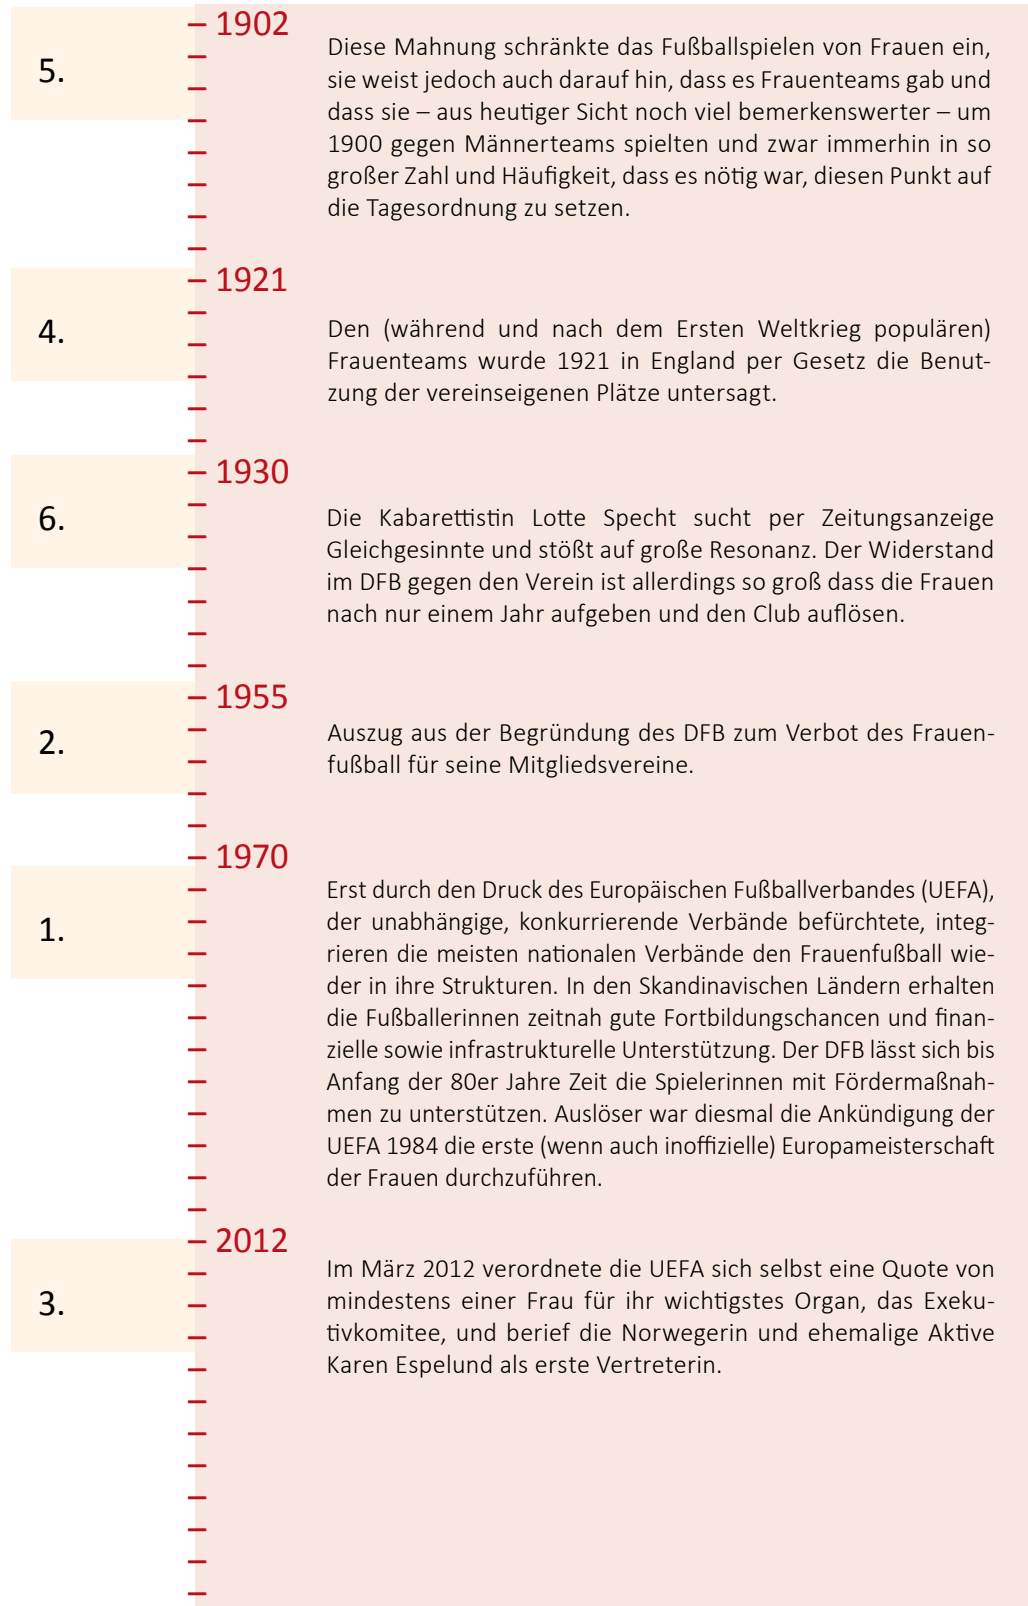 1902
5.
Diese Mahnung schränkte das Fußballspielen von Frauen ein,
sie weist jedoch auch darauf hin, dass es Frauenteams gab und
dass sie – aus heutiger Sicht noch viel bemerkenswerter – um
1900 gegen Männerteams spielten und zwar immerhin in so
großer Zahl und Häufigkeit, dass es nötig war, diesen Punkt auf
die Tagesordnung zu setzen.
1921
4.
Den (während und nach dem Ersten Weltkrieg populären)
Frauenteams wurde 1921 in England per Gesetz die Benut-
zung der vereinseigenen Plätze untersagt.
1930
6.
Die Kabarettistin Lotte Specht sucht per Zeitungsanzeige
Gleichgesinnte und stößt auf große Resonanz. Der Widerstand
im DFB gegen den Verein ist allerdings so groß dass die Frauen
nach nur einem Jahr aufgeben und den Club auflösen.
1955
2.
Auszug aus der Begründung des DFB zum Verbot des Frauen-
fußball für seine Mitgliedsvereine.
1970
1.
Erst durch den Druck des Europäischen Fußballverbandes (UEFA),
der unabhängige, konkurrierende Verbände befürchtete, integ-
rieren die meisten nationalen Verbände den Frauenfußball wie-
der in ihre Strukturen. In den Skandinavischen Ländern erhalten
die Fußballerinnen zeitnah gute Fortbildungschancen und finan-
zielle sowie infrastrukturelle Unterstützung. Der DFB lässt sich bis
Anfang der 80er Jahre Zeit die Spielerinnen mit Fördermaßnah-
men zu unterstützen. Auslöser war diesmal die Ankündigung der
UEFA 1984 die erste (wenn auch inoffizielle) Europameisterschaft
der Frauen durchzuführen.
2012
3.
Im März 2012 verordnete die UEFA sich selbst eine Quote von
mindestens einer Frau für ihr wichtigstes Organ, das Exeku-
tivkomitee, und berief die Norwegerin und ehemalige Aktive
Karen Espelund als erste Vertreterin.